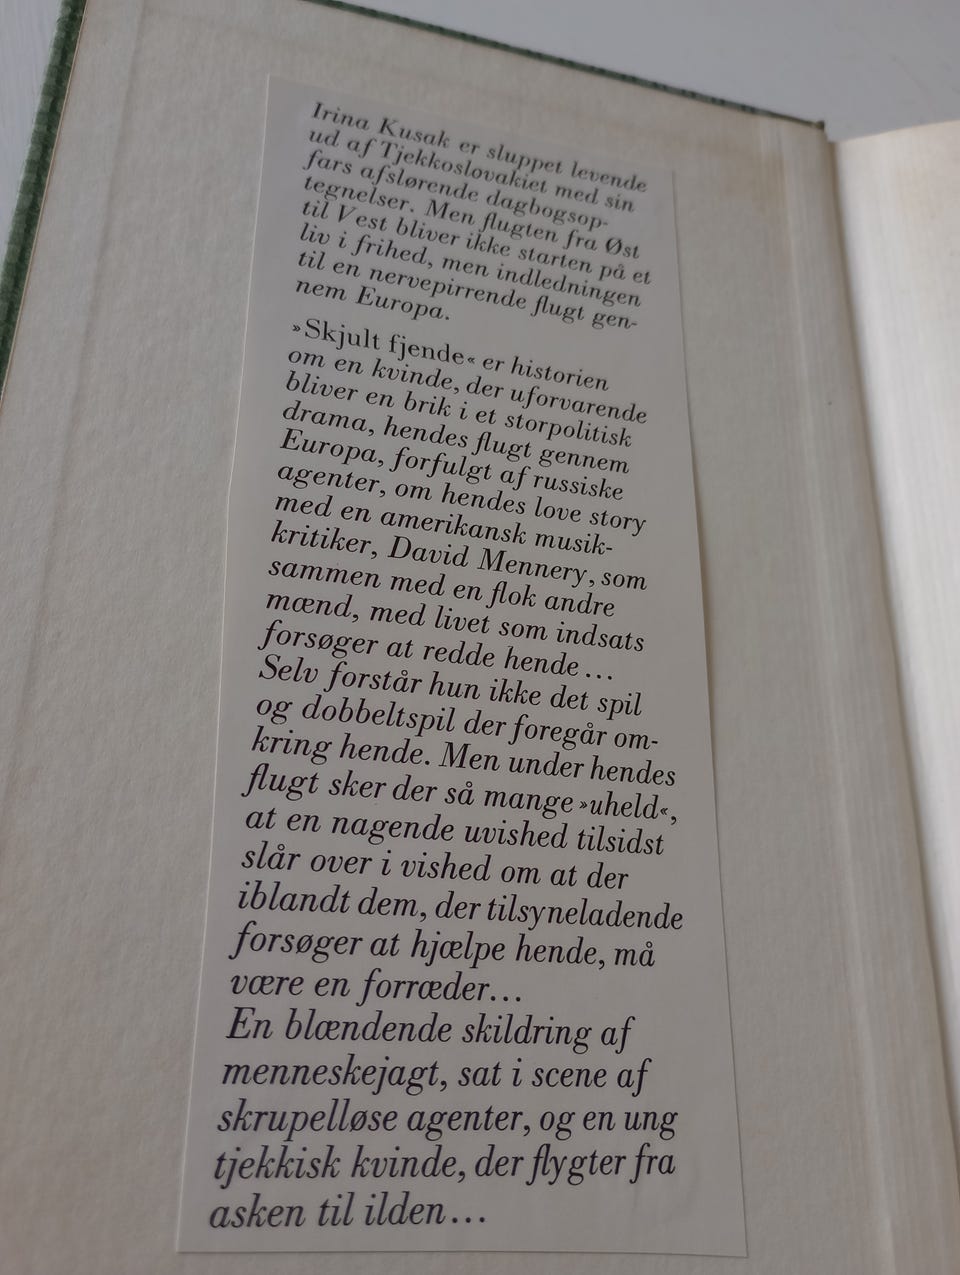 Irina Kusak er sluppet levende
ud af Tjekkoslovakiet med sin
fars afslørende dagbogsop-
tegnelser. Men flugten fra Øst
til Vest bliver ikke starten på et
liv i frihed, men indledningen
til en nervepirrende flugt gen-
nem Europa.
»Skjult fjende« er historien
om en kvinde, der uforvarende
bliver en brik i et storpolitisk
drama, hendes flugt gennem
Europa, forfulgt af russiske
agenter, om hendes love story
med en amerikansk musik-
kritiker, David Mennery, som
sammen med en flok andre
mænd, med livet som indsats
forsøger at redde hende...
Selv forstår hun ikke det spil
og dobbeltspil der foregår om-
kring hende. Men under hendes
flugt sker der så mange »uheld«,
at en nagende uvished tilsidst
slår over i vished om at der
iblandt dem, der tilsyneladende
forsøger at hjælpe hende, må
være en forræder...
En blændende skildring af
menneskejagt, sat i scene af
skrupelløse agenter, og en ung
tjekkisk kvinde, der flygter fra
asken til ilden...